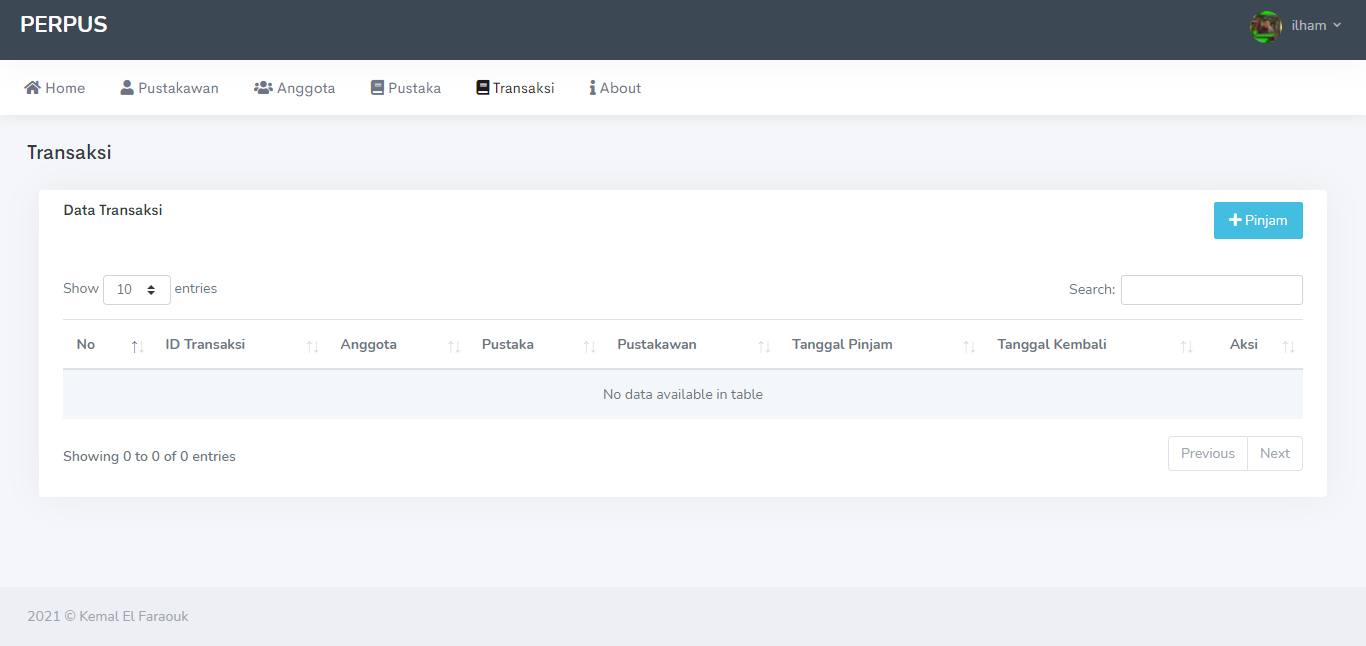 PERPUS
ilham
Home Pustakawan Anggota Pustaka Transaksi About
Transaksi
Data Transaksi
Pinjam
Show 10 entries
Search:
No ID Transaksi Anggota Pustaka Pustakawan Tanggal Pinjam Tanggal Kembali Aksi
No data available in table
Showing 0 to 0 of 0 entries
Previous Next
2021 © Kemal El Faraouk